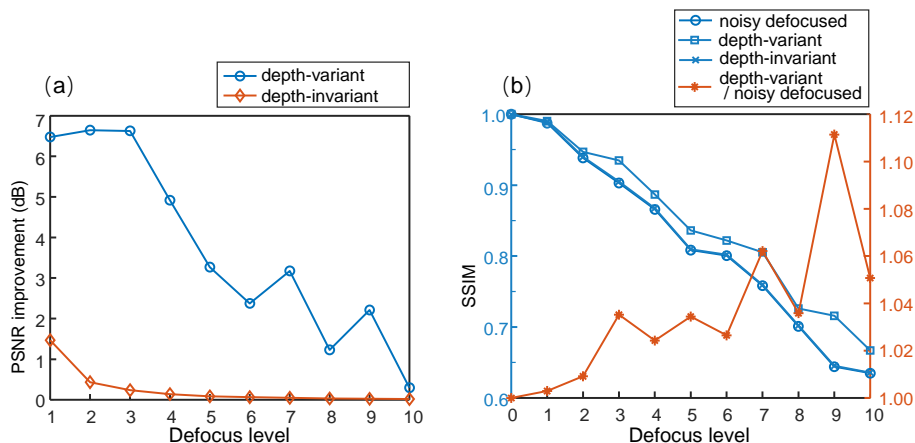 (a)
depth-variant
depth-invariant
7
6
5
4
3
2
1
0
PSNR improvement (dB)
1 2 3 4 5 6 7 8 9 10
Defocus level
(b)
noisy defocused
depth-variant
depth-invariant
depth-variant
/ noisy defocused
1.0
0.9
0.8
0.7
0.6
SSIM
1.12
1.10
1.08
1.06
1.04
1.02
1.00
0 1 2 3 4 5 6 7 8 9 10
Defocus level